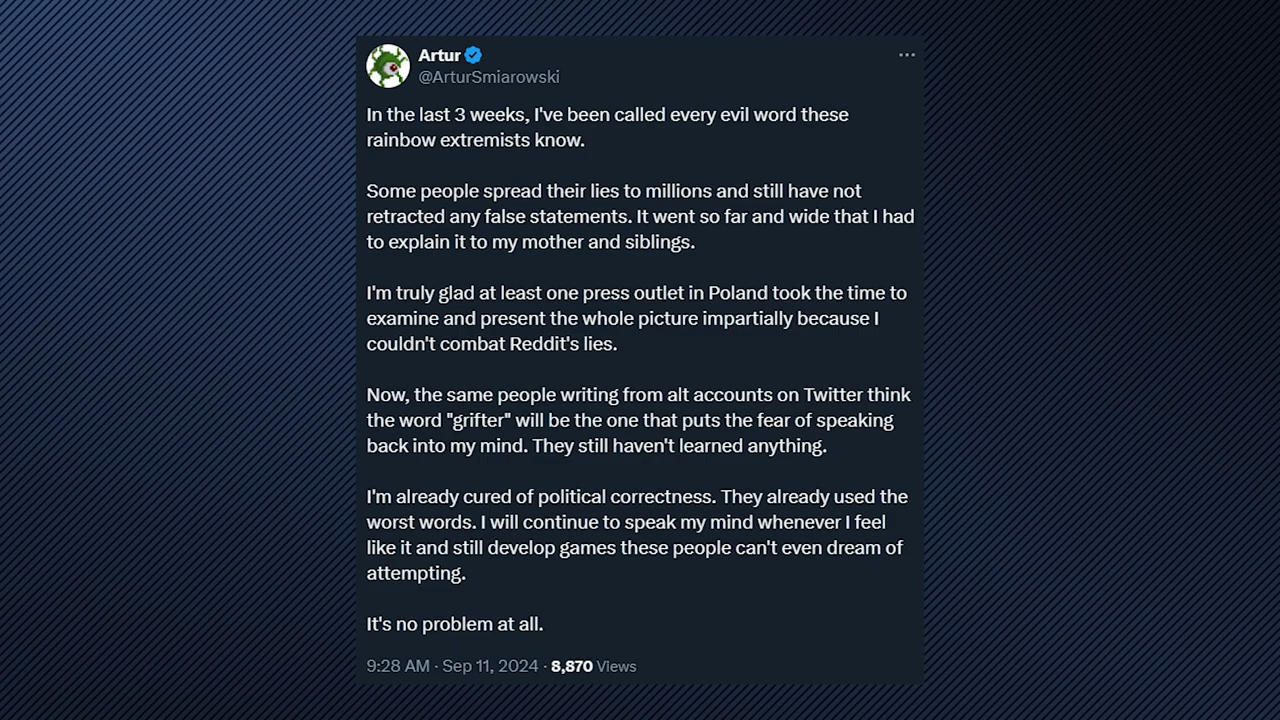 Artur
@ArturSmiarowski
In the last 3 weeks, I've been called every evil word these
rainbow extremists know.
Some people spread their lies to millions and still have not
retracted any false statements. It went so far and wide that I had
to explain it to my mother and siblings.
I'm truly glad at least one press outlet in Poland took the time to
examine and present the whole picture impartially because I
couldn't combat Reddit's lies.
Now, the same people writing from alt accounts on Twitter think
the word "grifter" will be the one that puts the fear of speaking
back into my mind. They still haven't learned anything.
I'm already cured of political correctness. They already used the
worst words. I will continue to speak my mind whenever I feel
like it and still develop games these people can't even dream of
attempting.
It's no problem at all.
9:28 AM · Sep 11, 2024 · 8,870 Views